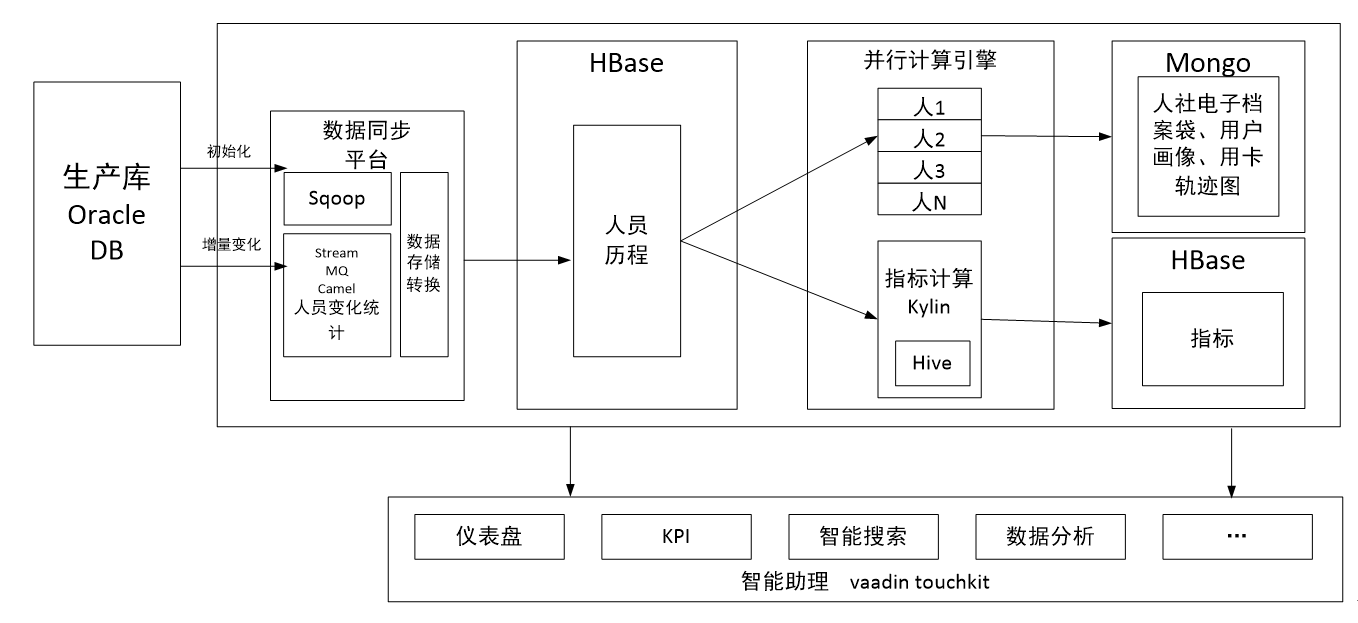 生产库
Oracle
DB
初始化
增量变化
数据同步
平台
Sqoop
Stream
MQ
Camel
人员变化统
计
数据
存储
转换
HBase
人员
历程
并行计算引擎
人1
人2
人3
人N
指标计算
Kylin
Hive
Mongo
人社电子档
案袋、用户
画像、用卡
轨迹图
HBase
指标
仪表盘
KPI
智能搜索
数据分析
...
智能助理 vaadin touchkit